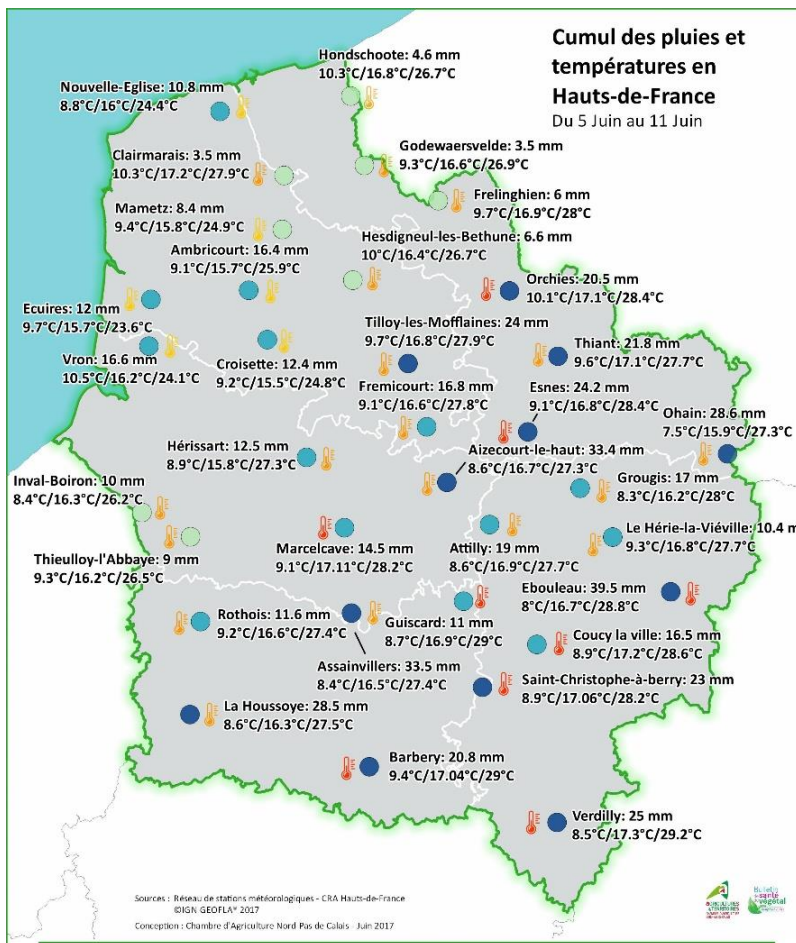 Cumul des pluies et
températures en
Hauts-de-France
Du 5 Juin au 11 Juin
Hondschoote: 4.6 mm
10.3°C/16.8°C/26.7°C
Nouvelle-Eglise: 10.8 mm
8.8°C/16°C/24.4°C
Godewaersvelde: 3.5 mm
9.3°C/16.6°C/26.9°C
Clairmarais: 3.5 mm
10.3°C/17.2°C/27.9°C
Frelinghien: 6 mm
9.7°C/16.9°C/28°C
Mametz: 8.4 mm
9.4°C/15.8°C/24.9°C
Hesdigneul-les-Bethune: 6.6 mm
10°C/16.4°C/26.7°C
Ambricourt: 16.4 mm
9.1°C/15.7°C/25.9°C
Orchies: 20.5 mm
10.1°C/17.1°C/28.4°C
Ecuires: 12 mm
9.7°C/15.7°C/23.6°C
Tilloy-les-Mofflaines: 24 mm
9.7°C/16.8°C/27.9°C
Thiant: 21.8 mm
9.6°C/17.1°C/27.7°C
Vron: 16.6 mm
10.5°C/16.2°C/24.1°C
Croisette: 12.4 mm
9.2°C/15.5°C/24.8°C
Fremicourt: 16.8 mm
9.1°C/16.6°C/27.8°C
Esnes: 24.2 mm
9.1°C/16.8°C/28.4°C
Ohain: 28.6 mm
7.5°C/15.9°C/27.3°C
Hérissart: 12.5 mm
8.9°C/15.8°C/27.3°C
Aizecourt-le-haut: 33.4 mm
8.6°C/16.7°C/27.3°C
Grougis: 17 mm
8.3°C/16.2°C/28°C
Inval-Boiron: 10 mm
8.4°C/16.3°C/26.2°C
Le Hérie-la-Viéville: 10.4 m
9.3°C/16.8°C/27.7°C
Thieulloy-l'Abbaye: 9 mm
9.3°C/16.2°C/26.5°C
Marcelcave: 14.5 mm
9.1°C/17.11°C/28.2°C
Attilly: 19 mm
8.6°C/16.9°C/27.7°C
Ebouleau: 39.5 mm
8°C/16.7°C/28.8°C
Rothois: 11.6 mm
9.2°C/16.6°C/27.4°C
Guiscard: 11 mm
8.7°C/16.9°C/29°C
Coucy la ville: 16.5 mm
8.9°C/17.2°C/28.6°C
Assainvillers: 33.5 mm
8.4°C/16.5°C/27.4°C
Saint-Christophe-à-berry: 23 mm
8.9°C/17.06°C/28.2°C
La Houssoye: 28.5 mm
8.6°C/16.3°C/27.5°C
Barbery: 20.8 mm
9.4°C/17.04°C/29°C
Verdilly: 25 mm
8.5°C/17.3°C/29.2°C
Sources : Réseau de stations météorologiques - CRA Hauts-de-France
©IGN GEOFLA® 2017
Conception : Chambre d'Agriculture Nord-Pas de Calais - Juin 2017
AGRICULTURES
& TERRITOIRES
Bulletin
santé
végétal